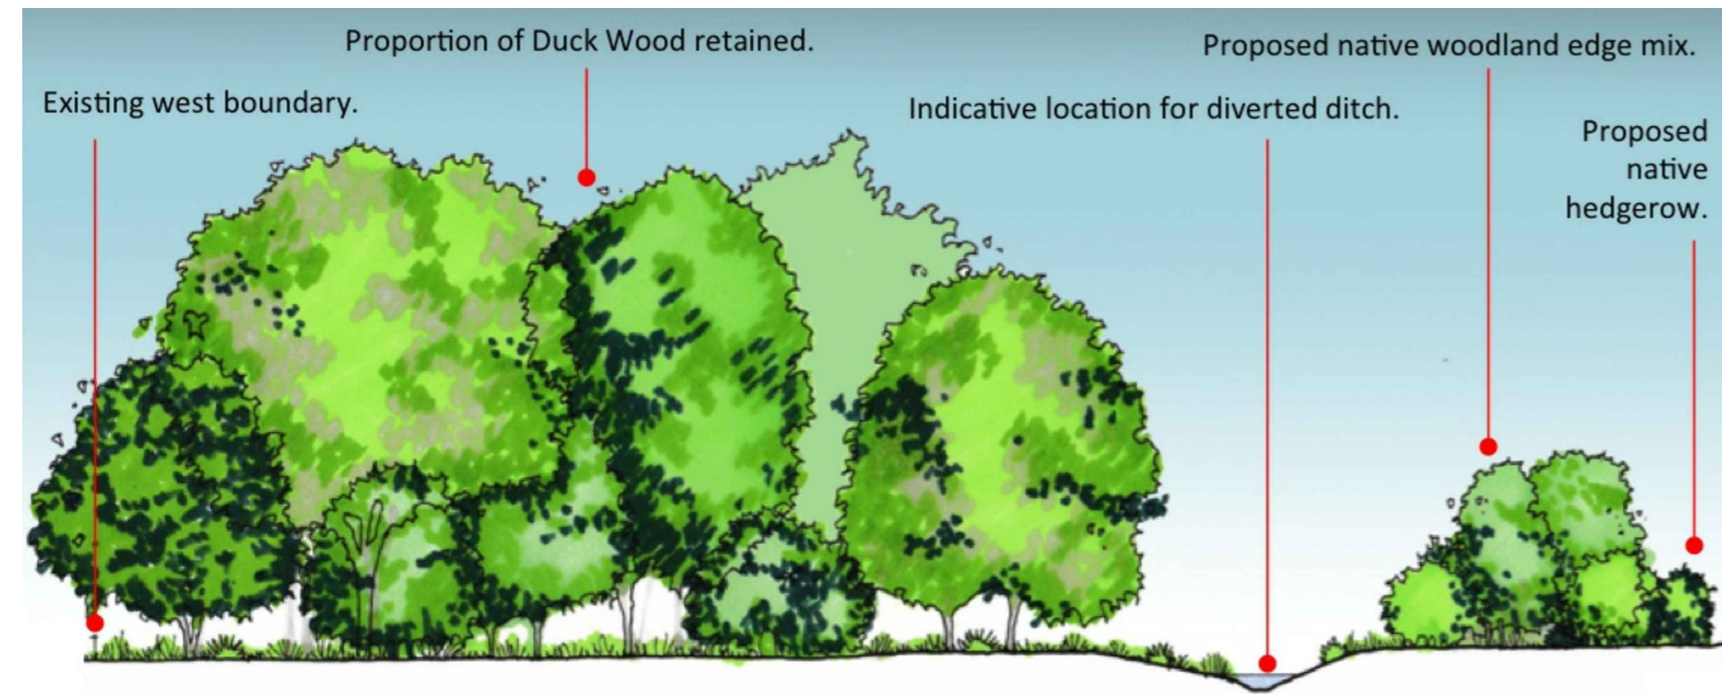 Proportion of Duck Wood retained.
Proposed native woodland edge mix.
Existing west boundary.
Indicative location for diverted ditch.
Proposed
native
hedgerow.